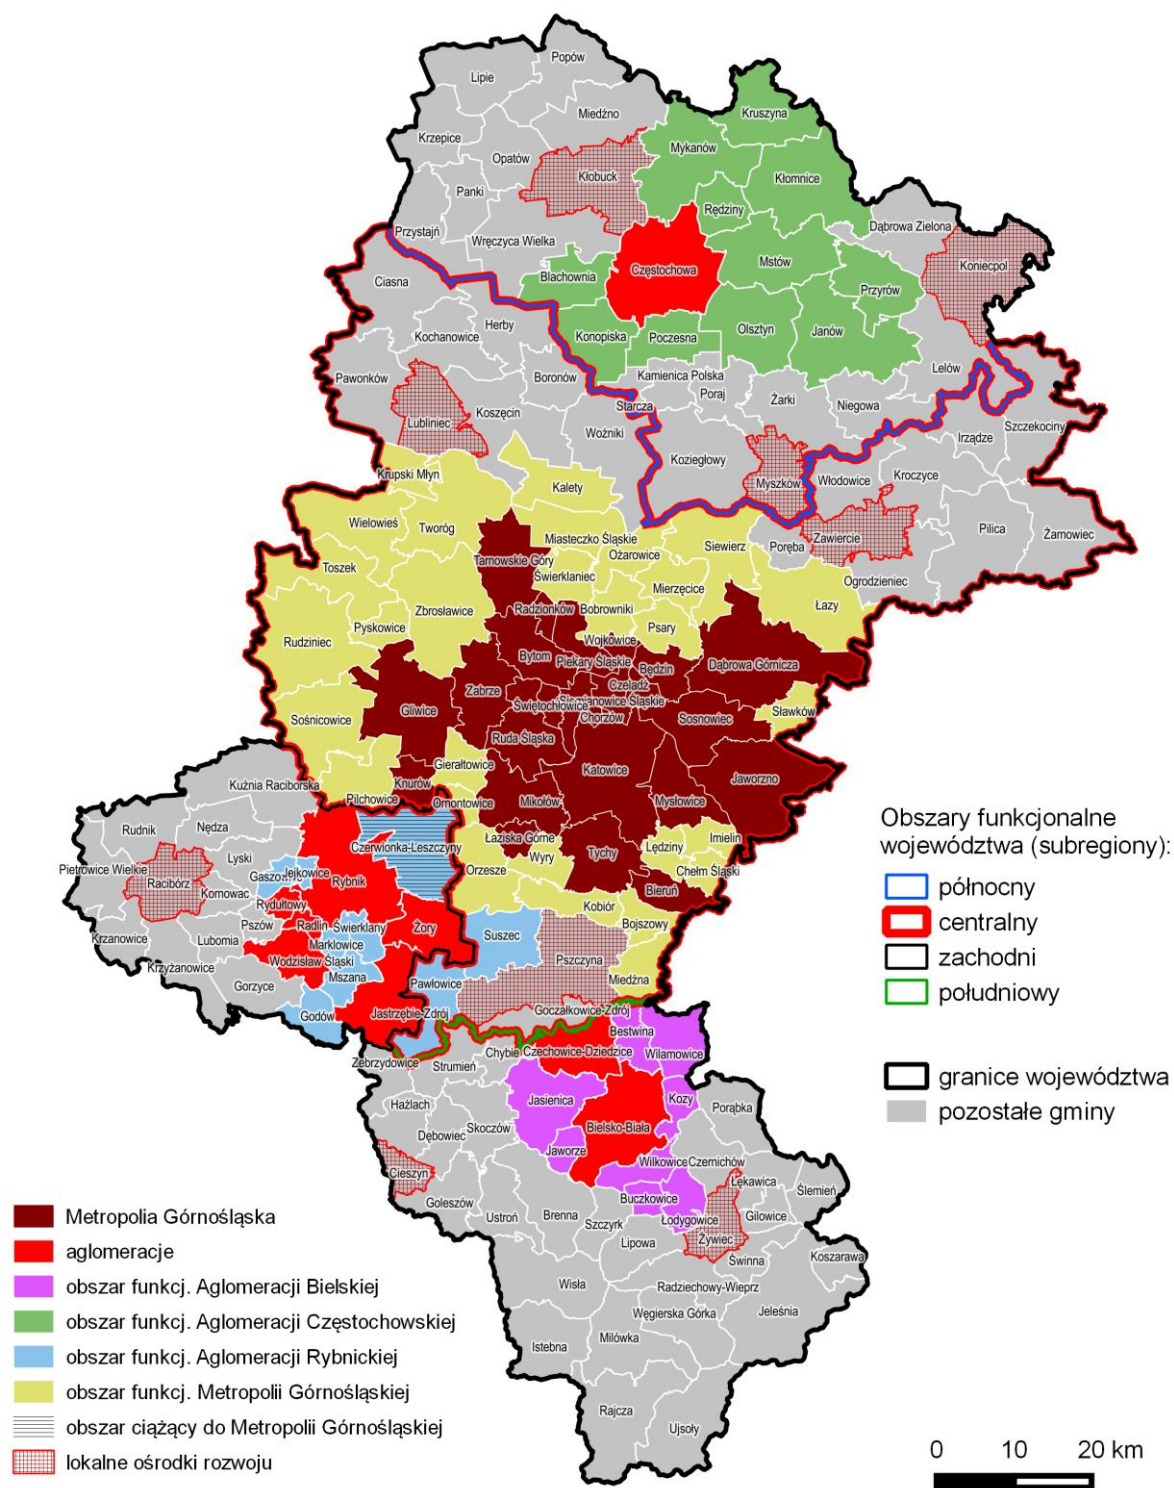 Popów
Lipie
Miedźno
Kruszyna
Krzepice
Mykanów
Opatów
Kłobuck
Kłomnice
Panki
Rędziny
Dąbrowa Zielona
Przystajń
Wręczyca Wielka
Koniecpol
Częstochowa
Mstów
Blachownia
Ciasna
Przyrów
Herby
Kochanowice
Konopiska
Poczesna
Olsztyn
Janów
Lelów
Pawonków
Boronów
Kamienica Polska
Poraj
Żarki
Niegowa
Starcza
Lubliniec
Koszęcin
Woźniki
Irządze
Szczekociny
Koziegłowy
Krupski Młyn
Kalety
Myszków
Włodowice
Kroczyce
Wielowieś
Tworóg
Miasteczko Śląskie
Ożarowice
Siewierz
Poręba
Zawiercie
Pilica
Żarnowiec
Toszek
Tarnowskie Góry
Świerklaniec
Mierzęcice
Ogrodzieniec
Zbrosławice
Radzionków
Bobrowniki
Łazy
Rudziniec
Pyskowice
Psary
Wojkowice
Bytom
Piekary Śląskie
Będzin
Dąbrowa Górnicza
Zabrze
Czeladź
Siemianowice Śląskie
Świętochłowice
Sośnicowice
Gliwice
Chorzów
Sosnowiec
Sławków
Ruda Śląska
Gierałtowice
Katowice
Kuźnia Raciborska
Knurów
Jaworzno
Pilchowice
Ornontowice
Mikołów
Mysłowice
Rudnik
Nędza
Łaziska Górne
Imielin
Czerwionka-Leszczyny
Lędziny
Lyski
Wyry
Tychy
Pietrowice Wielkie
Jejkowice
Orzesze
Chełm Śląski
Racibórz
Rybnik
Kornowac
Rydułtowy
Bieruń
Kobiór
Pszów
Radlin
Świerklany
Żory
Bojszowy
Krzanowice
Lubomia
Marklowice
Suszec
Wodzisław Śląski
Pszczyna
Krzyżanowice
Mszana
Pawłowice
Miedźna
Gorzyce
Godów
Jastrzębie-Zdrój
Goczałkowice-Zdrój
Bestwina
Zebrzydowice
Strumień
Chybie
Czechowice-Dziedzice
Wilamowice
Hażlach
Jasienica
Kozy
Porąbka
Skoczów
Dębowiec
Bielsko-Biała
Jaworze
Cieszyn
Wilkowice
Czernichów
Łękawica
Ślemień
Goleszów
Buczkowice
Ustroń
Brenna
Szczyrk
Łodygowice
Gilowice
Lipowa
Żywiec
Świnna
Koszarawa
Wisła
Radziechowy-Wieprz
Węgierska Górka
Jeleśnia
Milówka
Istebna
Rajcza
Ujsoły
Obszary funkcjonalne
województwa (subregiony):
północny
centralny
zachodni
południowy
granice województwa
pozostałe gminy
Metropolia Górnośląska
aglomeracje
obszar funkcj. Aglomeracji Bielskiej
obszar funkcj. Aglomeracji Częstochowskiej
obszar funkcj. Aglomeracji Rybnickiej
obszar funkcj. Metropolii Górnośląskiej
obszar ciążący do Metropolii Górnośląskiej
lokalne ośrodki rozwoju
0 10 20 km